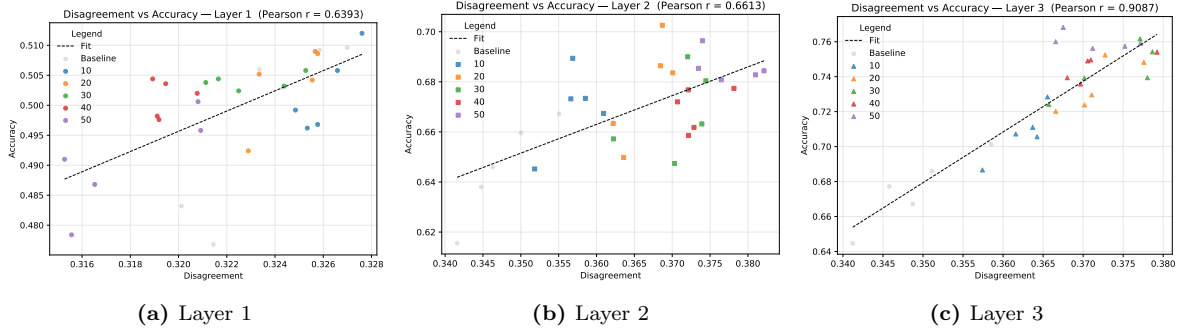 Disagreement vs Accuracy — Layer 1 (Pearson r = 0.6393)
Accuracy
0.510
0.505
0.500
0.495
0.490
0.485
0.480
Legend
Fit
Baseline
10
20
30
40
50
0.316
0.318
0.320
0.322
0.324
0.326
0.328
Disagreement
(a) Layer 1
Disagreement vs Accuracy — Layer 2 (Pearson r = 0.6613)
Accuracy
0.70
0.68
0.66
0.64
0.62
Legend
Fit
Baseline
10
20
30
40
50
0.340
0.345
0.350
0.355
0.360
0.365
0.370
0.375
0.380
Disagreement
(b) Layer 2
Disagreement vs Accuracy — Layer 3 (Pearson r = 0.9087)
Accuracy
0.76
0.74
0.72
0.70
0.68
0.66
0.64
Legend
Fit
Baseline
10
20
30
40
50
0.340
0.345
0.350
0.355
0.360
0.365
0.370
0.375
0.380
Disagreement
(c) Layer 3